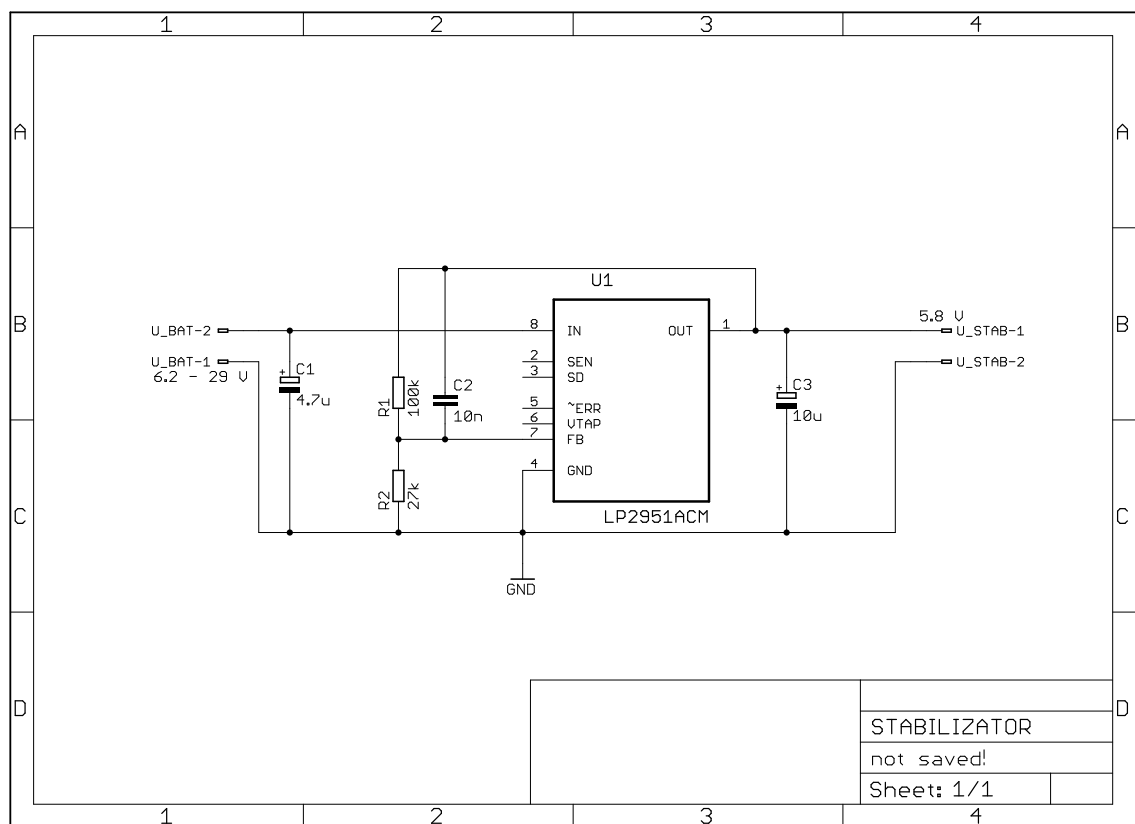 1 2 3 4
A A
U1
B B
5.8 V
U_BAT-2 8 IN OUT 1 U_STAB-1
U_BAT-1 2 SEN U_STAB-2
6.2 - 29 V
+ C1 3 SD
4.7u
R1 100k C2 10n
5 ~ERR
6 VTAP
7 FB
+ C3
10u
4 GND
R2 27k
C C
LP2951ACM
GND
D D
STABILIZATOR
not saved!
Sheet: 1/1
1 2 3 4